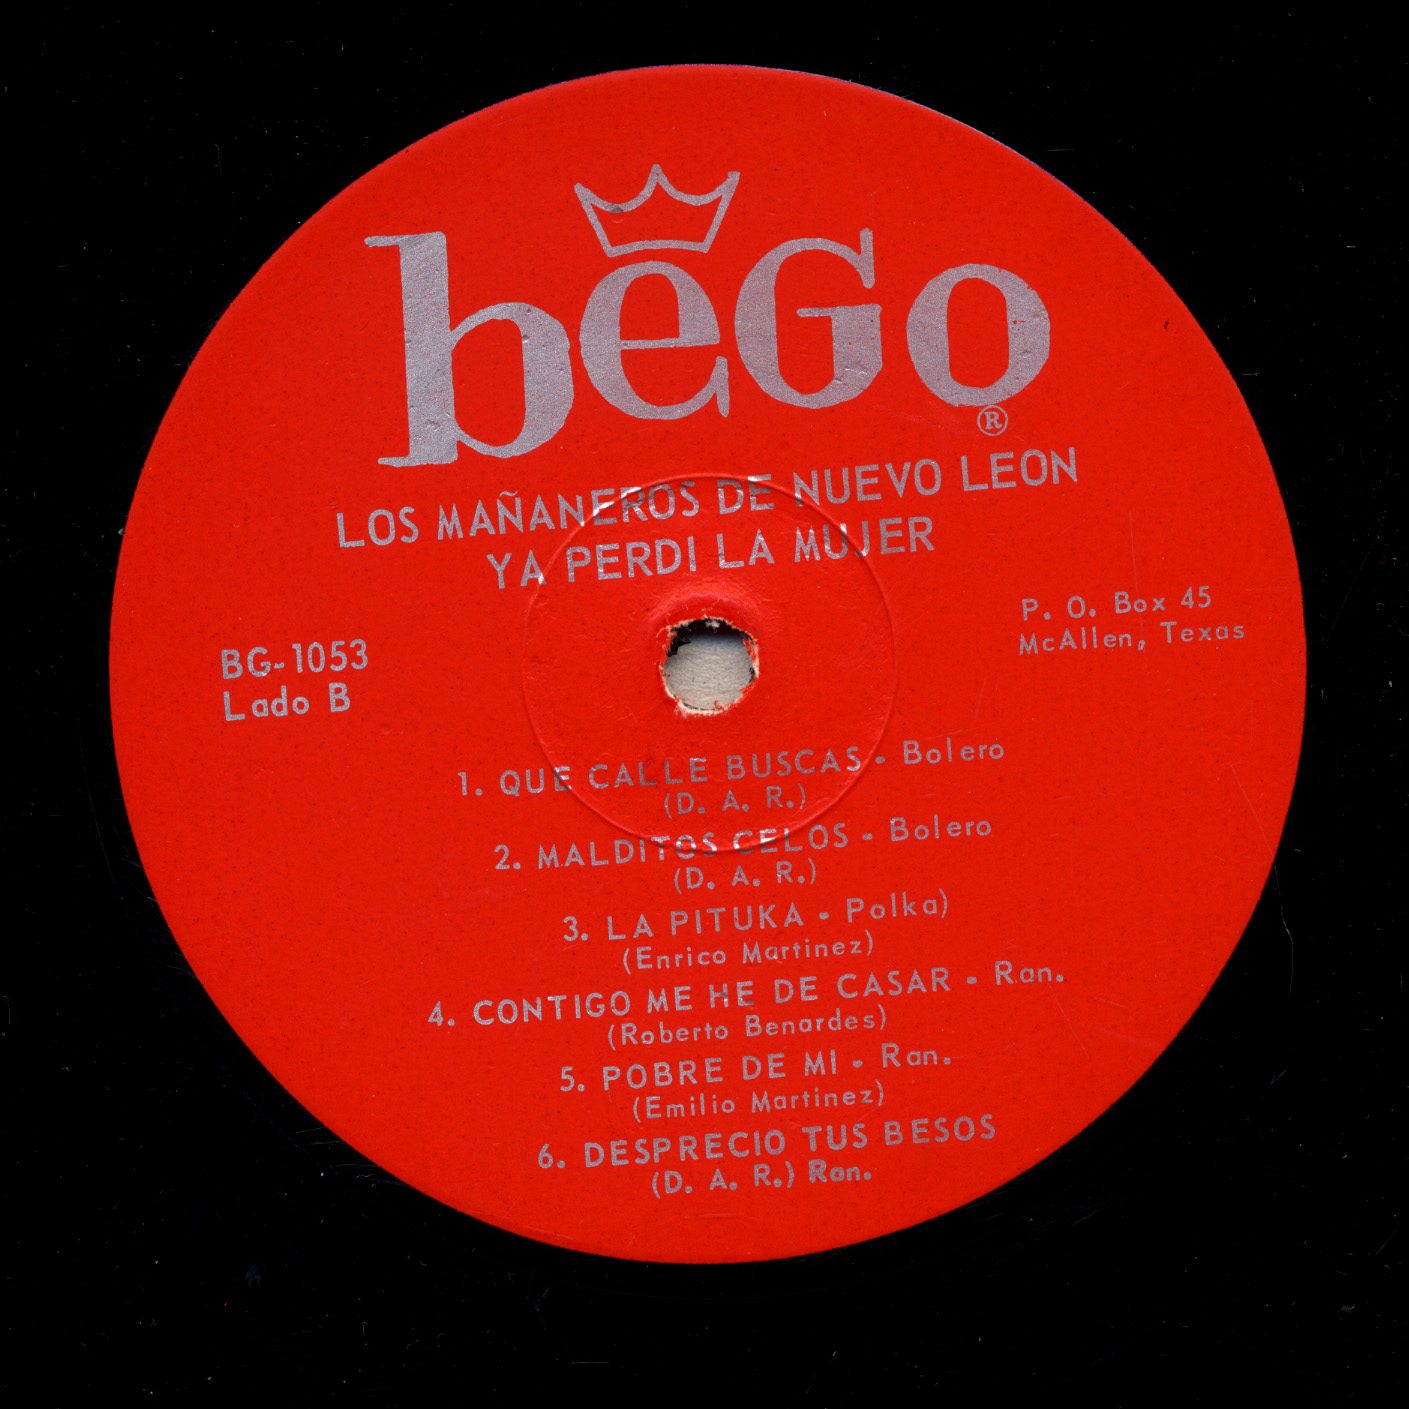 bego
®
LOS MAÑANEROS DE NUEVO LEON
YA PERDI LA MUJER
BG-1053
Lado B
P. O. Box 45
McAllen, Texas
1. QUE CALLE BUSCAS - Bolero
(D. A. R.)
2. MALDITOS CELOS - Bolero
(D. A. R.)
3. LA PITUKA - Polka)
(Enrico Martinez)
4. CONTIGO ME HE DE CASAR - Ran.
(Roberto Benardes)
5. POBRE DE MI - Ran.
(Emilio Martinez)
6. DESPRECIO TUS BESOS
(D. A. R.) Ran.